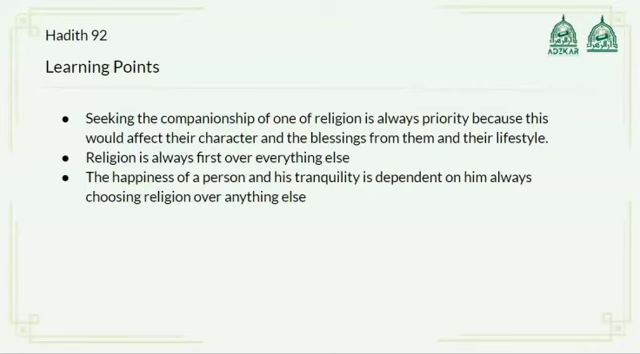 Hadith 92
ADEKAR
Learning Points
● Seeking the companionship of one of religion is always priority because this
would affect their character and the blessings from them and their lifestyle.
● Religion is always first over everything else
● The happiness of a person and his tranquility is dependent on him always
choosing religion over anything else